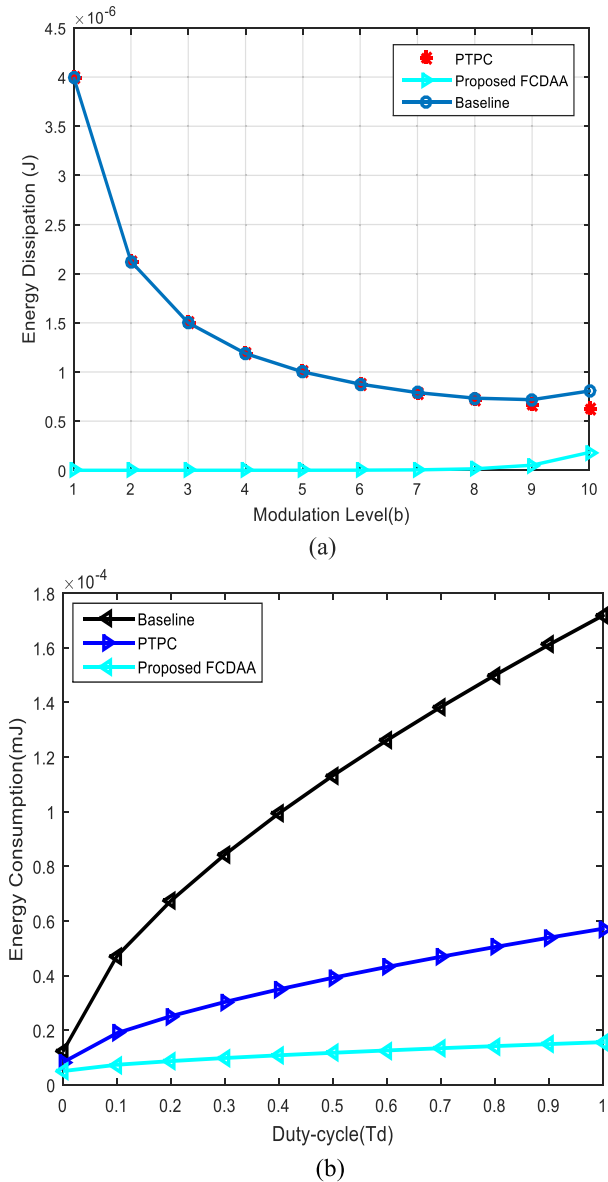 ×10-6
4.5
4
3.5
3
2.5
2
1.5
1
0.5
0
Energy Dissipation (J)
PTPC
Proposed FCDAA
Baseline
1 2 3 4 5 6 7 8 9 10
Modulation Level(b)
(a)
×10-4
1.8
1.6
1.4
1.2
1
0.8
0.6
0.4
0.2
0
Energy Consumption(mJ)
Baseline
PTPC
Proposed FCDAA
0 0.1 0.2 0.3 0.4 0.5 0.6 0.7 0.8 0.9 1
Duty-cycle(Td)
(b)